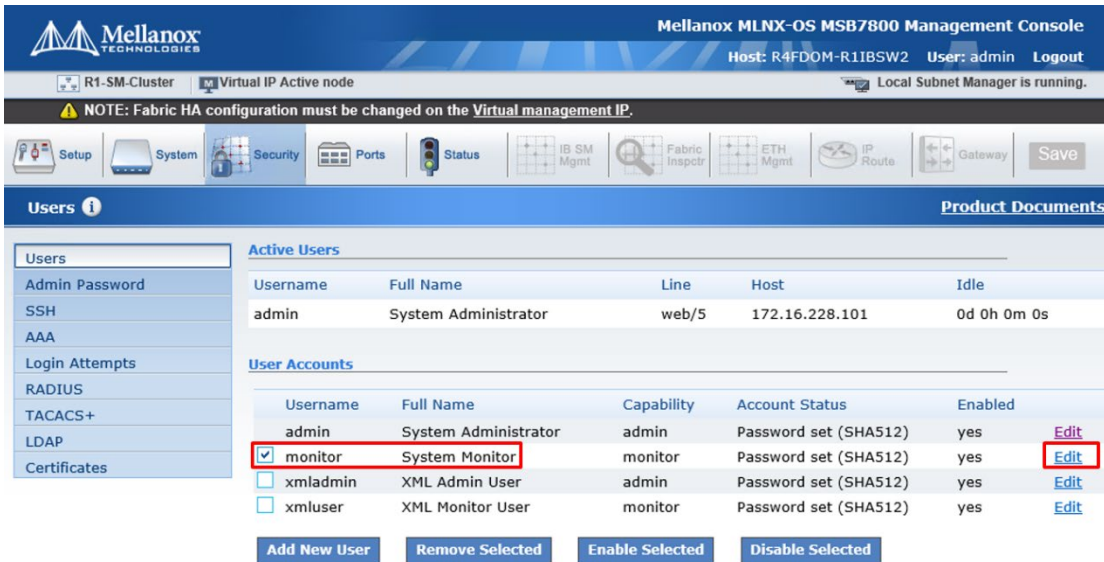 Mellanox
TECHNOLOGIES
Mellanox MLNX-OS MSB7800 Management Console
Host: R4FDOM-R1IBSW2 User: admin Logout
R1-SM-Cluster Virtual IP Active node Local Subnet Manager is running.
NOTE: Fabric HA configuration must be changed on the Virtual management IP.
Setup System Security Ports Status IB SM Mgmt Fabric Inspctr ETH Mgmt IP Route Gateway Save
Users Product Documents
Users
Admin Password
SSH
AAA
Login Attempts
RADIUS
TACACS+
LDAP
Certificates
Active Users
Username Full Name Line Host Idle
admin System Administrator web/5 172.16.228.101 0d 0h 0m 0s
User Accounts
Username Full Name Capability Account Status Enabled
admin System Administrator admin Password set (SHA512) yes Edit
monitor System Monitor monitor Password set (SHA512) yes Edit
xmladmin XML Admin User admin Password set (SHA512) yes Edit
xmluser XML Monitor User monitor Password set (SHA512) yes Edit
Add New User Remove Selected Enable Selected Disable Selected